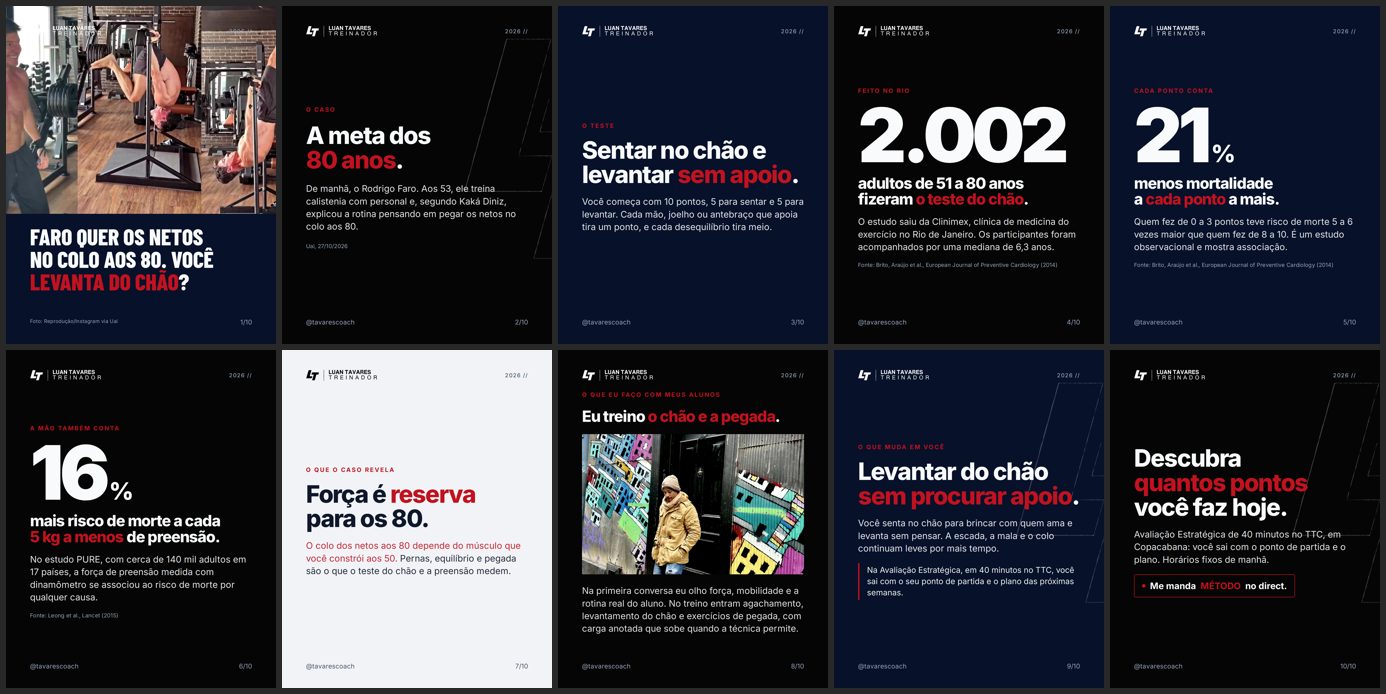 LUAN TAVARES
TREINADOR
2026 //
FARO QUER OS NETOS
NO COLO AOS 80. VOCÊ
LEVANTA DO CHÃO?
Foto: Reprodução/Instagram via Uai
1/10
LT
LUAN TAVARES
TREINADOR
2026 //
O CASO
A meta dos
80 anos.
De manhã, o Rodrigo Faro. Aos 53, ele treina
calistenia com personal e, segundo Kaká Diniz,
explicou a rotina pensando em pegar os netos no
colo aos 80.
Uai, 27/10/2026
@tavarescoach
2/10
LT
LUAN TAVARES
TREINADOR
2026 //
O TESTE
Sentar no chão e
levantar sem apoio.
Você começa com 10 pontos, 5 para sentar e 5 para
levantar. Cada mão, joelho ou antebraço que apoia
tira um ponto, e cada desequilíbrio tira meio.
@tavarescoach
3/10
LT
LUAN TAVARES
TREINADOR
2026 //
FEITO NO RIO
2.002
adultos de 51 a 80 anos
fizeram o teste do chão.
O estudo saiu da Clinimex, clínica de medicina do
exercício no Rio de Janeiro. Os participantes foram
acompanhados por uma mediana de 6,3 anos.
Fonte: Brito, Araújo et al., European Journal of Preventive Cardiology (2014)
@tavarescoach
4/10
LT
LUAN TAVARES
TREINADOR
2026 //
CADA PONTO CONTA
21%
menos mortalidade
a cada ponto a mais.
Quem fez de 0 a 3 pontos teve risco de morte 5 a 6
vezes maior que quem fez de 8 a 10. É um estudo
observacional e mostra associação.
Fonte: Brito, Araújo et al., European Journal of Preventive Cardiology (2014)
@tavarescoach
5/10
LT
LUAN TAVARES
TREINADOR
2026 //
A MÃO TAMBÉM CONTA
16%
mais risco de morte a cada
5 kg a menos de preensão.
No estudo PURE, com cerca de 140 mil adultos em
17 países, a força de preensão medida com
dinamômetro se associou ao risco de morte por
qualquer causa.
Fonte: Leong et al., Lancet (2015)
@tavarescoach
6/10
LT
LUAN TAVARES
TREINADOR
2026 //
O QUE O CASO REVELA
Força é reserva
para os 80.
O colo dos netos aos 80 depende do músculo que
você constrói aos 50. Pernas, equilíbrio e pegada
são o que o teste do chão e a preensão medem.
@tavarescoach
7/10
LT
LUAN TAVARES
TREINADOR
2026 //
O QUE EU FAÇO COM MEUS ALUNOS
Eu treino o chão e a pegada.
Na primeira conversa eu olho força, mobilidade e a
rotina real do aluno. No treino entram agachamento,
levantamento do chão e exercícios de pegada, com
carga anotada que sobe quando a técnica permite.
@tavarescoach
8/10
LT
LUAN TAVARES
TREINADOR
2026 //
O QUE MUDA EM VOCÊ
Levantar do chão
sem procurar apoio.
Você senta no chão para brincar com quem ama e
levanta sem pensar. A escada, a mala e o colo
continuam leves por mais tempo.
Na Avaliação Estratégica, em 40 minutos no TTC, você
sai com o seu ponto de partida e o plano das próximas
semanas.
@tavarescoach
9/10
LT
LUAN TAVARES
TREINADOR
2026 //
Descubra
quantos pontos
você faz hoje.
Avaliação Estratégica de 40 minutos no TTC, em
Copacabana: você sai com o ponto de partida e o
plano. Horários fixos de manhã.
Me manda MÉTODO no direct.
@tavarescoach
10/10